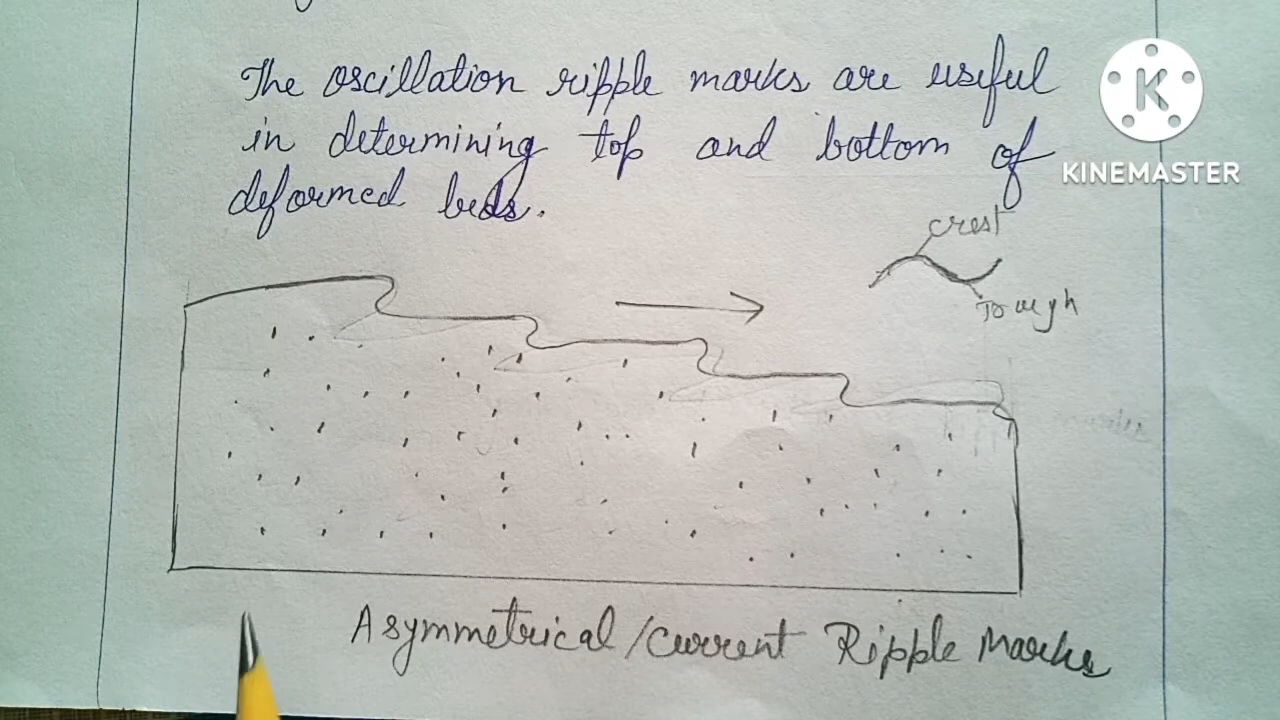 The oscillation ripple marks are useful
in determining top and bottom of
deformed beds.
K
KINEMASTER
crest
Trough
Asymmetrical/Current Ripple Marks